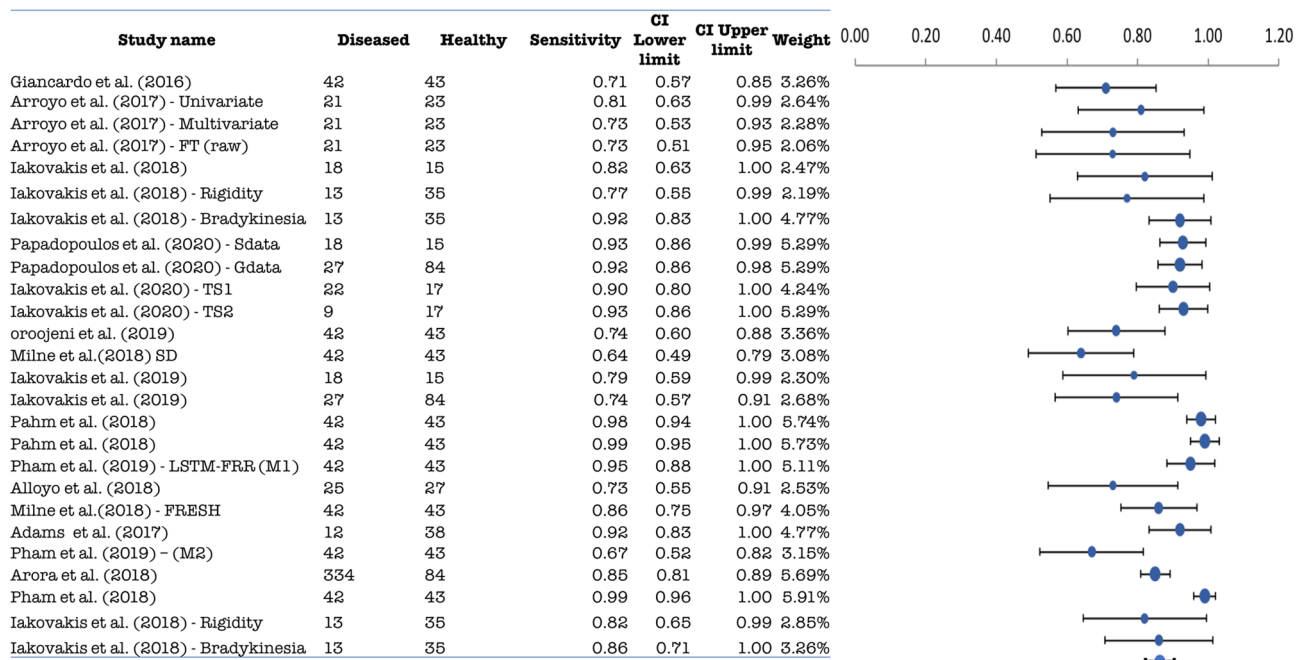 Study name Diseased Healthy Sensitivity CI Lower limit CI Upper limit Weight
0.00 0.20 0.40 0.60 0.80 1.00 1.20
Giancardo et al. (2016) 42 43 0.71 0.57 0.85 3.26%
Arroyo et al. (2017) - Univariate 21 23 0.81 0.63 0.99 2.64%
Arroyo et al. (2017) - Multivariate 21 23 0.73 0.53 0.93 2.28%
Arroyo et al. (2017) - FT (raw) 21 23 0.73 0.51 0.95 2.06%
Iakovakis et al. (2018) 18 15 0.82 0.63 1.00 2.47%
Iakovakis et al. (2018) - Rigidity 13 35 0.77 0.55 0.99 2.19%
Iakovakis et al. (2018) - Bradykinesia 13 35 0.92 0.83 1.00 4.77%
Papadopoulos et al. (2020) - Sdata 18 15 0.93 0.86 0.99 5.29%
Papadopoulos et al. (2020) - Gdata 27 84 0.92 0.86 0.98 5.29%
Iakovakis et al. (2020) - TS1 22 17 0.90 0.80 1.00 4.24%
Iakovakis et al. (2020) - TS2 9 17 0.93 0.86 1.00 5.29%
oroojeni et al. (2019) 42 43 0.74 0.60 0.88 3.36%
Milne et al.(2018) SD 42 43 0.64 0.49 0.79 3.08%
Iakovakis et al. (2019) 18 15 0.79 0.59 0.99 2.30%
Iakovakis et al. (2019) 27 84 0.74 0.57 0.91 2.68%
Pahm et al. (2018) 42 43 0.98 0.94 1.00 5.74%
Pahm et al. (2018) 42 43 0.99 0.95 1.00 5.73%
Pham et al. (2019) - LSTM-FRR (M1) 42 43 0.95 0.88 1.00 5.11%
Alloyo et al. (2018) 25 27 0.73 0.55 0.91 2.53%
Milne et al.(2018) - FRESH 42 43 0.86 0.75 0.97 4.05%
Adams et al. (2017) 12 38 0.92 0.83 1.00 4.77%
Pham et al. (2019) – (M2) 42 43 0.67 0.52 0.82 3.15%
Arora et al. (2018) 334 84 0.85 0.81 0.89 5.69%
Pham et al. (2018) 42 43 0.99 0.96 1.00 5.91%
Iakovakis et al. (2018) - Rigidity 13 35 0.82 0.65 0.99 2.85%
Iakovakis et al. (2018) - Bradykinesia 13 35 0.86 0.71 1.00 3.26%